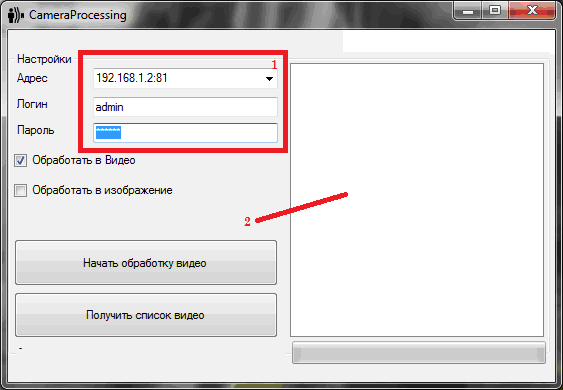 CameraProcessing
Настройки
1
Адрес 192.168.1.2:81
Логин admin
Пароль ******
Обработать в Видео
Обработать в изображение
2
Начать обработку видео
Получить список видео
-